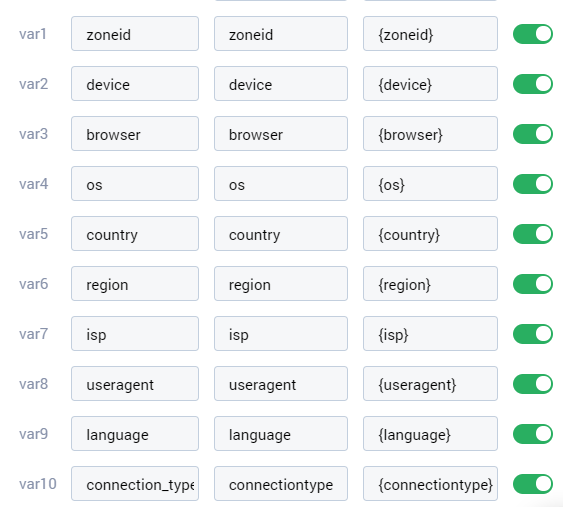 var1 zoneid zoneid {zoneid}
var2 device device {device}
var3 browser browser {browser}
var4 os os {os}
var5 country country {country}
var6 region region {region}
var7 isp isp {isp}
var8 useragent useragent {useragent}
var9 language language {language}
var10 connection_type connectiontype {connectiontype}